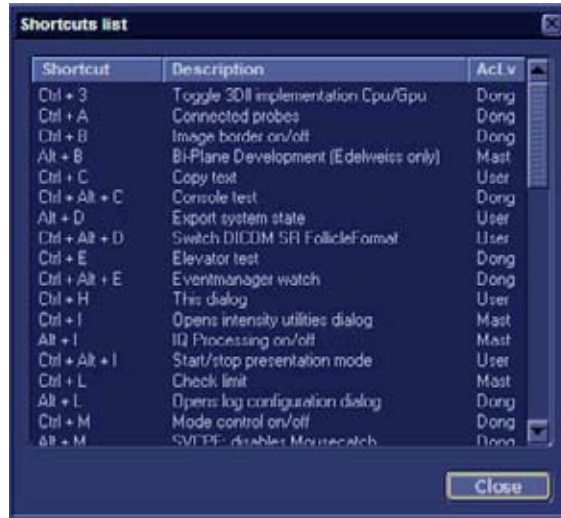 Shortcuts list
Shortcut Description AcLv
Ctrl + 3 Toggle 3DII implementation Cpu/Gpu Dong
Ctrl + A Connected probes Dong
Ctrl + B Image border on/off Dong
Alt + B Bi-Plane Development (Edelweiss only) Mast
Ctrl + C Copy text User
Ctrl + Alt + C Console test Dong
Alt + D Export system state User
Ctrl + Alt + D Switch DICOM SR FollicleFormat User
Ctrl + E Elevator test Dong
Ctrl + Alt + E Eventmanager watch Dong
Ctrl + H This dialog User
Ctrl + I Opens intensity utilities dialog Mast
Alt + I IQ Processing on/off Mast
Ctrl + Alt + I Start/stop presentation mode User
Ctrl + L Check limit Mast
Alt + L Opens log configuration dialog Dong
Ctrl + M Mode control on/off Dong
Alt + M disables Mousecatch Dong
Close